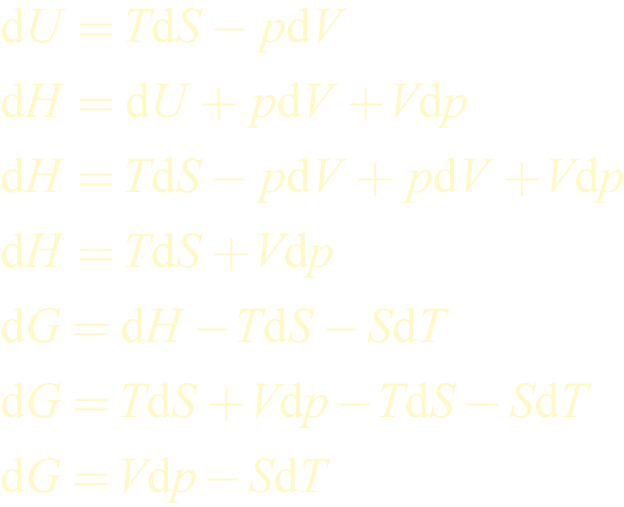 dU = TdS − pdV
dH = dU + pdV + Vdp
dH = TdS − pdV + pdV + Vdp
dH = TdS + Vdp
dG = dH − TdS − SdT
dG = TdS + Vdp − TdS − SdT
dG = Vdp − SdT